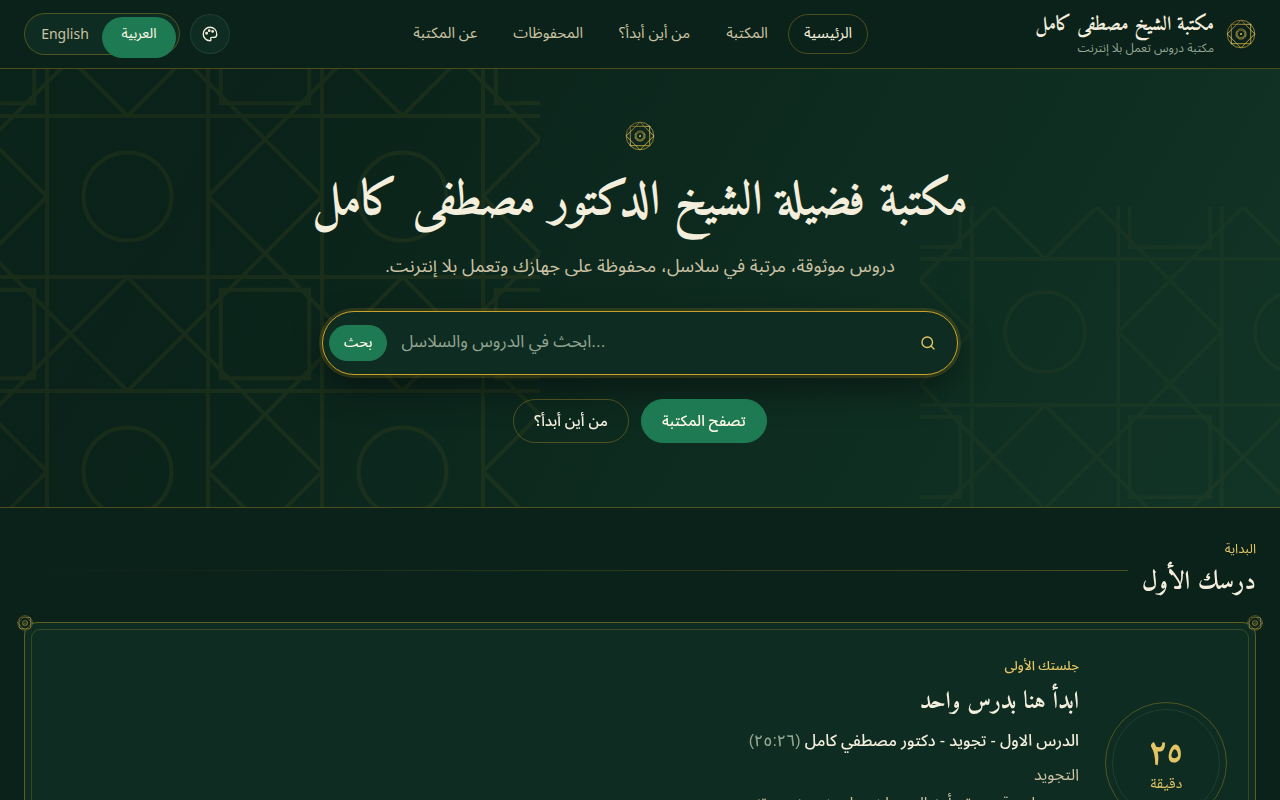 مكتبة الشيخ مصطفى كامل
مكتبة دروس تعمل بلا إنترنت
الرئيسية
المكتبة
من أين أبدأ؟
المحفوظات
عن المكتبة
العربية
English
مكتبة فضيلة الشيخ الدكتور مصطفى كامل
دروس موثوقة، مرتبة في سلاسل، محفوظة على جهازك وتعمل بلا إنترنت.
ابحث في الدروس والسلاسل...
بحث
تصفح المكتبة
من أين أبدأ؟
البداية
درسك الأول
جلستك الأولى
ابدأ هنا بدرس واحد
الدرس الاول - تجويد - دكتور مصطفي كامل (٢٥:٢٦)
التجويد
٢٥
دقيقة